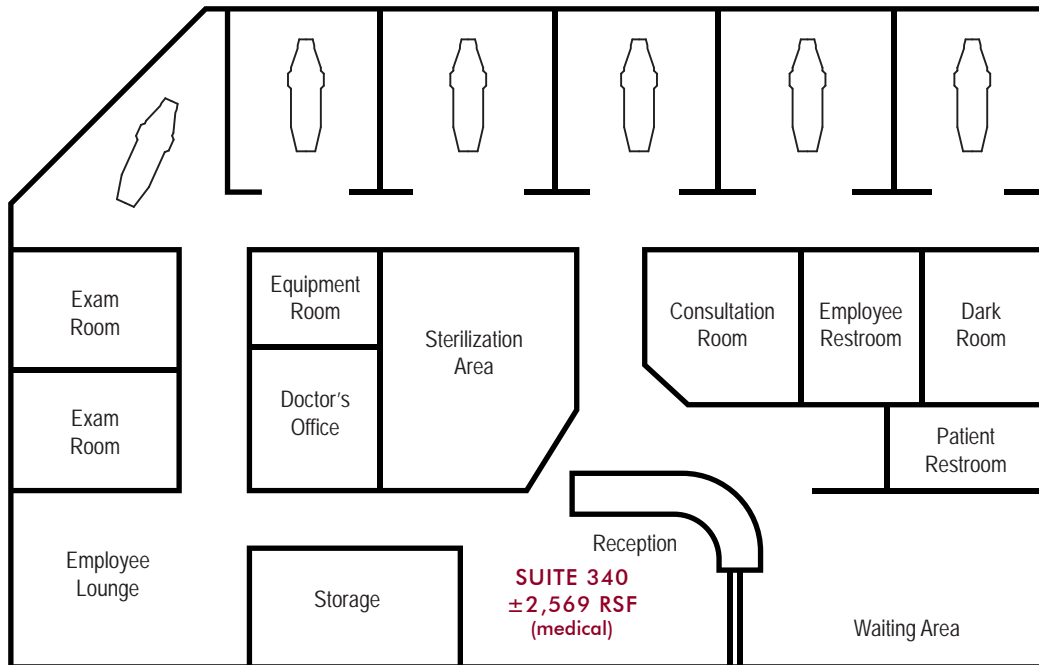 Exam
Room
Equipment
Room
Sterilization
Area
Consultation
Room
Employee
Restroom
Dark
Room
Exam
Room
Doctor's
Office
Patient
Restroom
Employee
Lounge
Storage
Reception
SUITE 340
±2,569 RSF
(medical)
Waiting Area